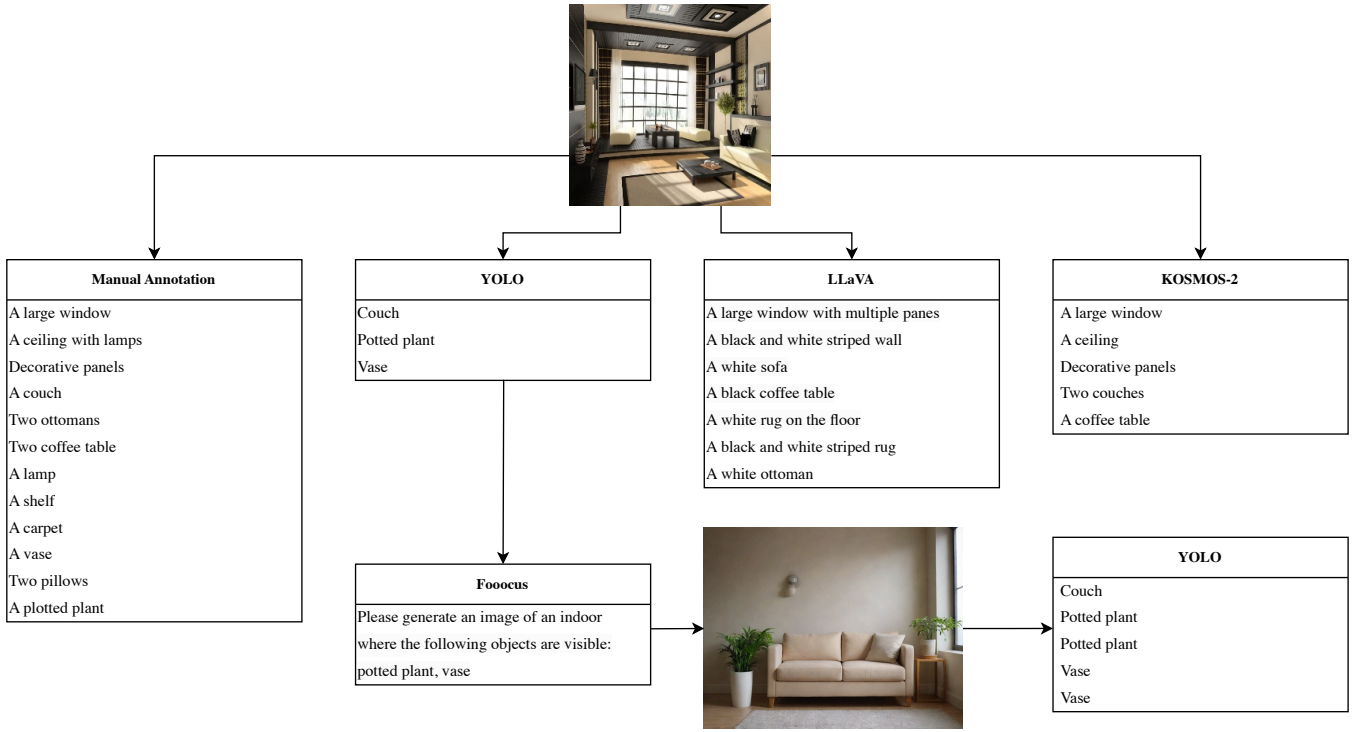 Manual Annotation
A large window
A ceiling with lamps
Decorative panels
A couch
Two ottomans
Two coffee table
A lamp
A shelf
A carpet
A vase
Two pillows
A plotted plant
YOLO
Couch
Potted plant
Vase
LLaVA
A large window with multiple panes
A black and white striped wall
A white sofa
A black coffee table
A white rug on the floor
A black and white striped rug
A white ottoman
KOSMOS-2
A large window
A ceiling
Decorative panels
Two couches
A coffee table
Fooocus
Please generate an image of an indoor
where the following objects are visible:
potted plant, vase
YOLO
Couch
Potted plant
Potted plant
Vase
Vase